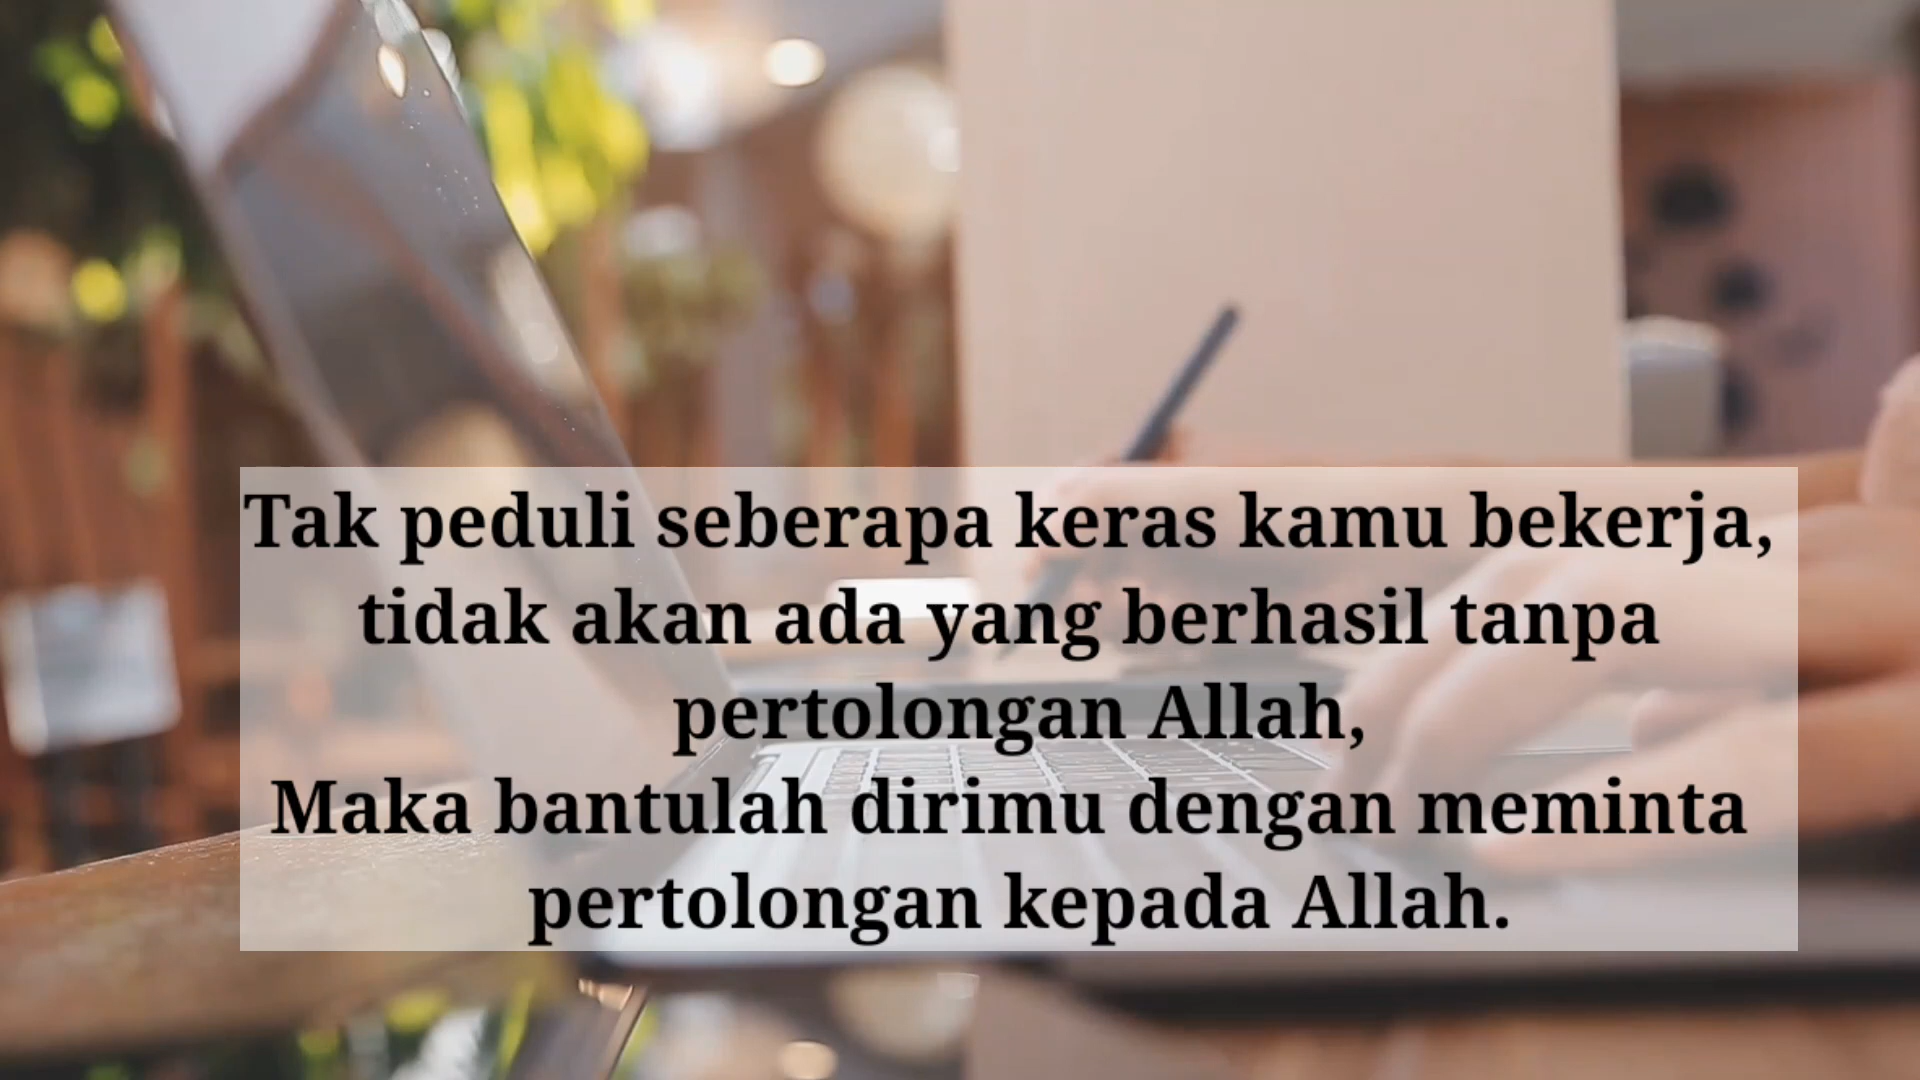 Tak peduli seberapa keras kamu bekerja,
tidak akan ada yang berhasil tanpa
pertolongan Allah,
Maka bantulah dirimu dengan meminta
pertolongan kepada Allah.